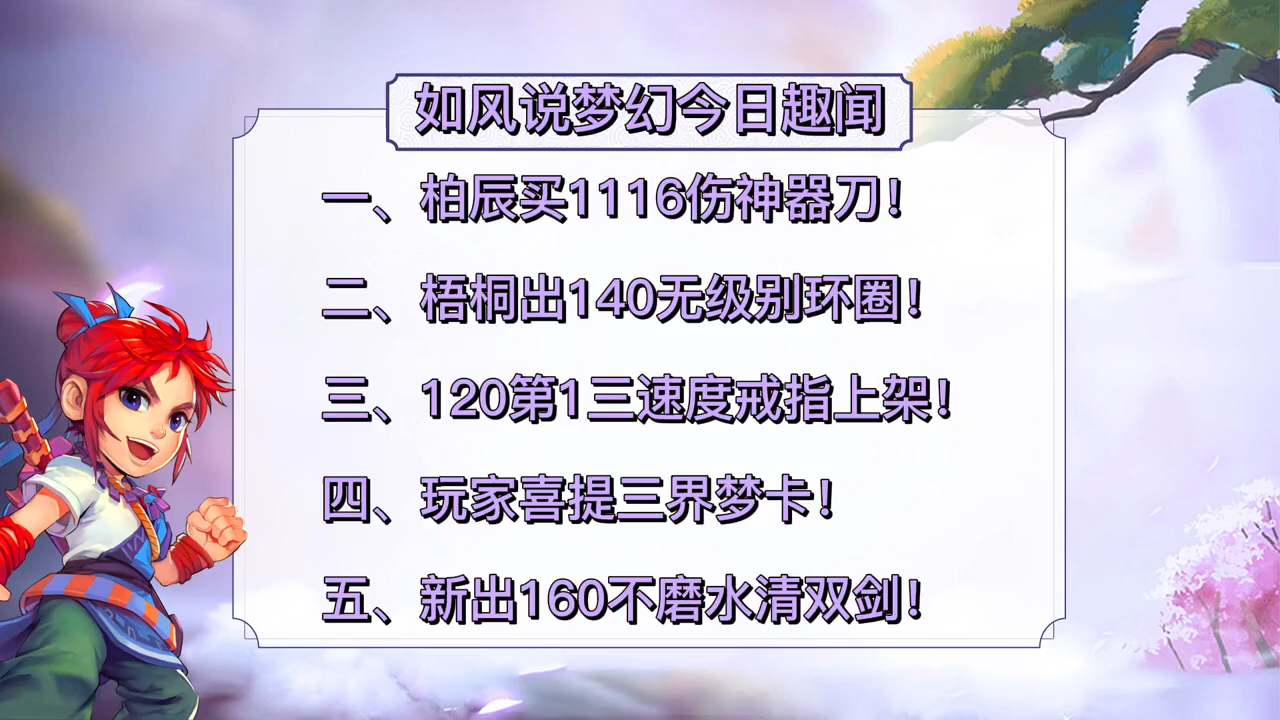 如风说梦幻今日趣闻
一、柏辰买1116伤神器刀！
二、梧桐出140无级别环圈！
三、120第1三速度戒指上架！
四、玩家喜提三界梦卡！
五、新出160不磨水清双剑！